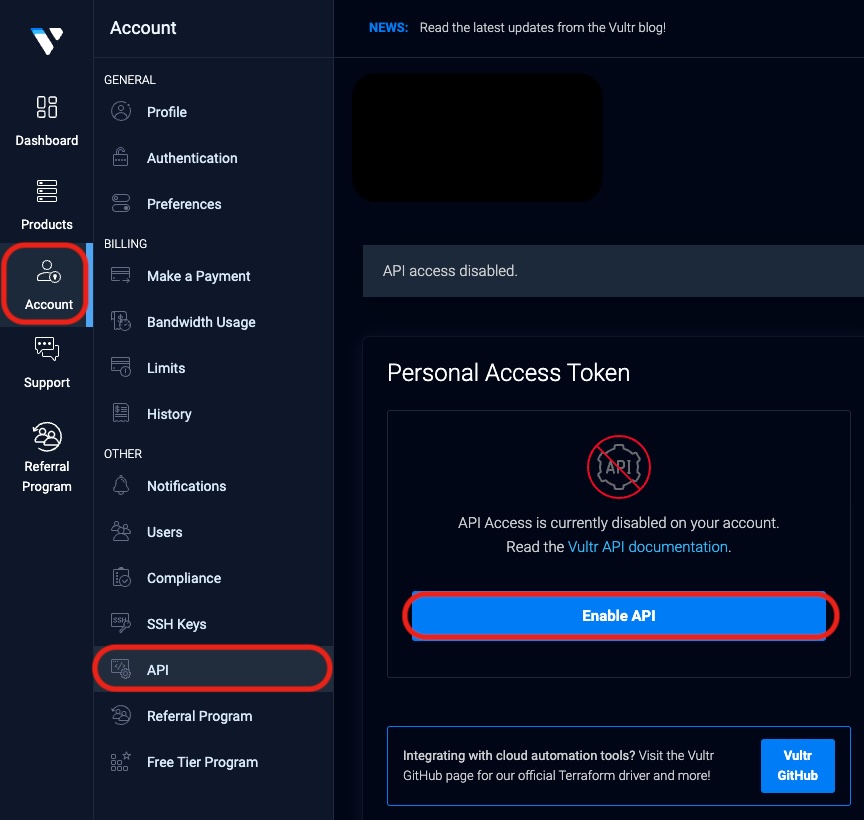 Account
NEWS: Read the latest updates from the Vultr blog!
Dashboard
Products
Account
Support
Referral
Program
GENERAL
Profile
Authentication
Preferences
BILLING
Make a Payment
Bandwidth Usage
Limits
History
OTHER
Notifications
Users
Compliance
SSH
SSH Keys
API
Referral Program
Free Tier Program
API access disabled.
Personal Access Token
API
API Access is currently disabled on your account.
Read the Vultr API documentation.
Enable API
Integrating with cloud automation tools? Visit the Vultr
GitHub page for our official Terraform driver and more!
Vultr
GitHub